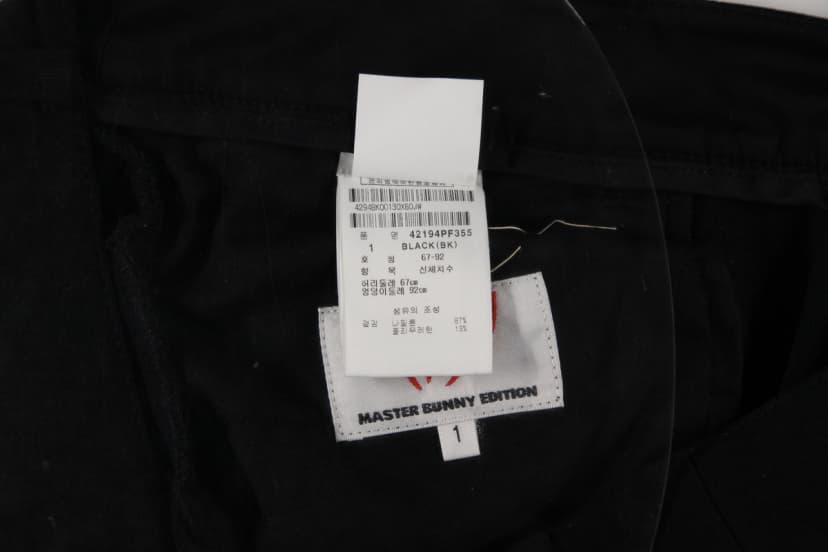 4294BK00130X60JW
품 명 42194PF355
1 BLACK(BK)
호 칭 67-92
항 목 신체치수
허리둘레 67cm
엉덩이둘레 92cm
섬유의 조성
겉감 나일론 87%
폴리우레탄 13%
MASTER BUNNY EDITION
1